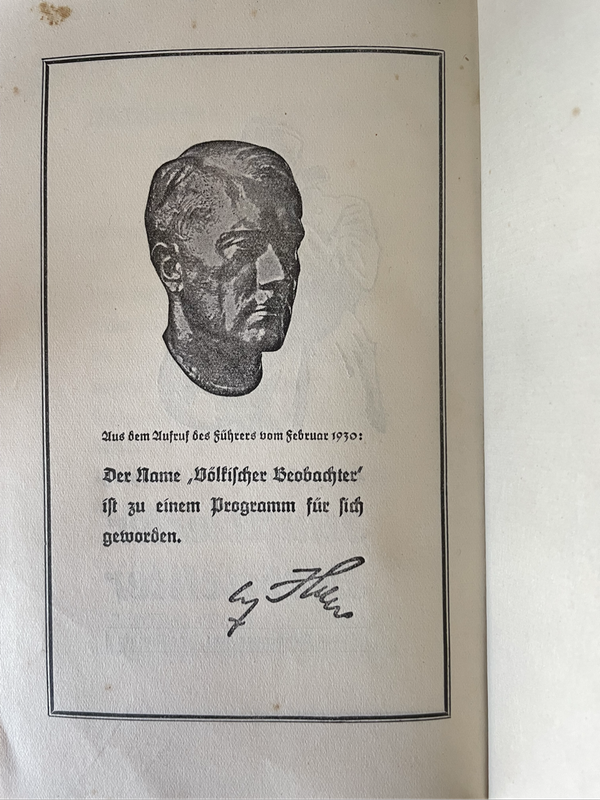 Aus dem Aufruf des Führers vom Februar 1930:
Der Name ‚Völkischer Beobachter‘
ist zu einem Programm für sich
geworden.